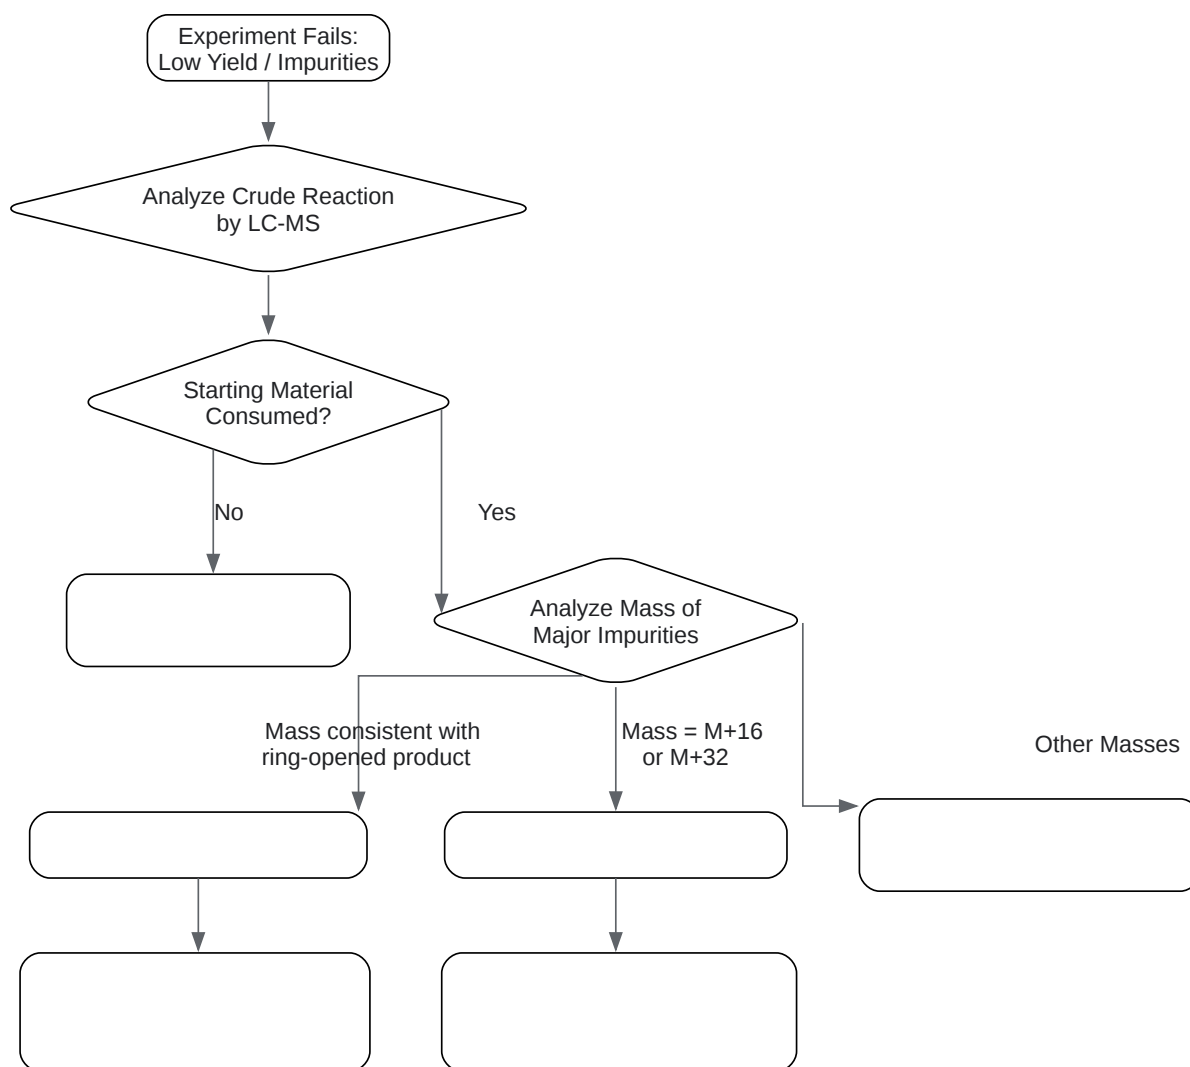 Experiment Fails:
Low Yield / Impurities
Analyze Crude Reaction
by LC-MS
Starting Material
Consumed?
No
Yes
Analyze Mass of
Major Impurities
Mass consistent with
ring-opened product
Mass = M+16
or M+32
Other Masses